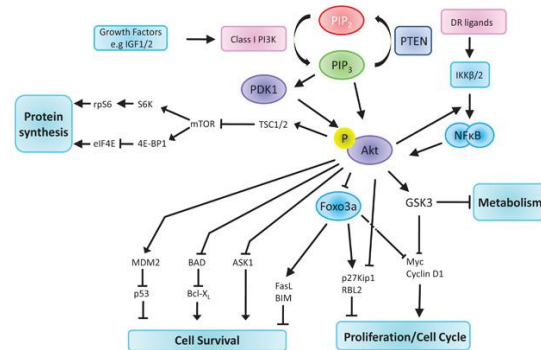 Growth Factors
e.g IGF1/2
Class I PI3K
PIP2
PTEN
DR ligands
PIP3
PDK1
IKKβ/2
Protein
synthesis
rpS6
S6K
mTOR
TSC1/2
P
Akt
NFκB
eIF4E
4E-BP1
Foxo3a
GSK3
Metabolism
MDM2
BAD
ASK1
FasL
BIM
p27Kip1
RBL2
Myc
Cyclin D1
p53
Bcl-XL
Cell Survival
Proliferation/Cell Cycle